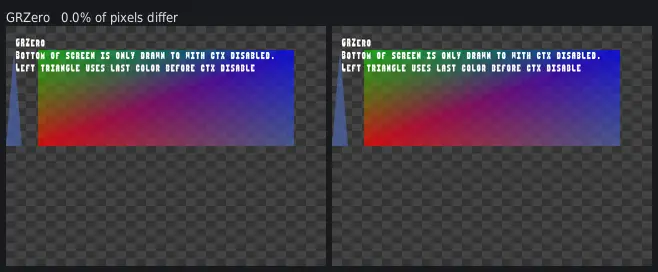 GRZero 0.0% of pixels differ
GRZero GRZero
Bottom of screen is only drawn to with ctx disabled. Bottom of screen is only drawn to with ctx disabled.
Left triangle uses last color before ctx disable Left triangle uses last color before ctx disable